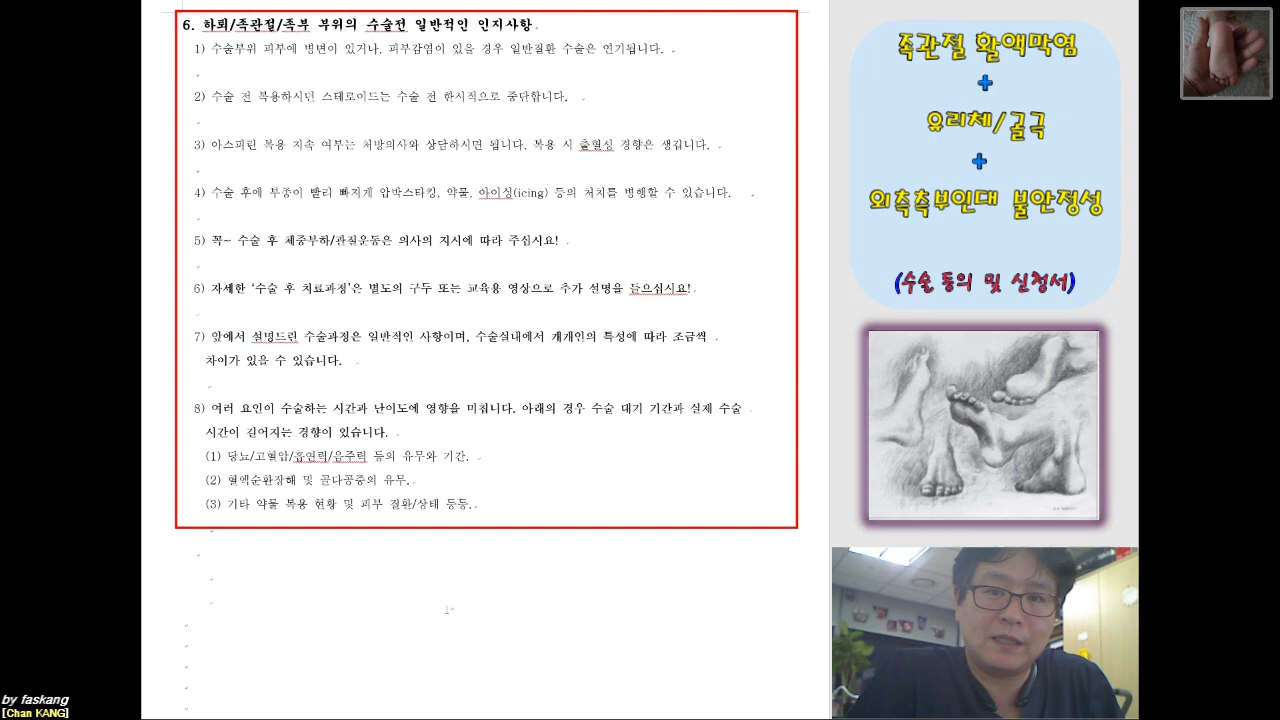 6. 하퇴/족관절/족부 부위의 수술전 일반적인 인지사항
1) 수술부위 피부에 병변이 있거나, 피부감염이 있을 경우 일반질환 수술은 연기됩니다.
2) 수술 전 복용하시던 스테로이드는 수술 전 한시적으로 중단합니다.
3) 아스피린 복용 지속 여부는 처방의사와 상담하시면 됩니다. 복용 시 출혈성 경향은 생깁니다.
4) 수술 후에 부종이 빨리 빠지게 압박스타킹, 약물, 아이싱(icing) 등의 처치를 병행할 수 있습니다.
5) 꼭~ 수술 후 체중부하/관절운동은 의사의 지시에 따라 주십시요!
6) 자세한 '수술 후 치료과정'은 별도의 구두 또는 교육용 영상으로 추가 설명을 들으십시요!
7) 앞에서 설명드린 수술과정은 일반적인 사항이며, 수술실내에서 개개인의 특성에 따라 조금씩
차이가 있을 수 있습니다.
8) 여러 요인이 수술하는 시간과 난이도에 영향을 미칩니다. 아래의 경우 수술 대기 기간과 실제 수술
시간이 길어지는 경향이 있습니다.
(1) 당뇨/고혈압/흡연력/음주력 등의 유무와 기간.
(2) 혈액순환장해 및 골다공증의 유무.
(3) 기타 약물 복용 현황 및 피부 질환/상태 등등.
족관절 활액막염
+
유리체/골극
+
외측측부인대 불안정성
(수술 동의 및 신청서)
by faskang
[Chan KANG]